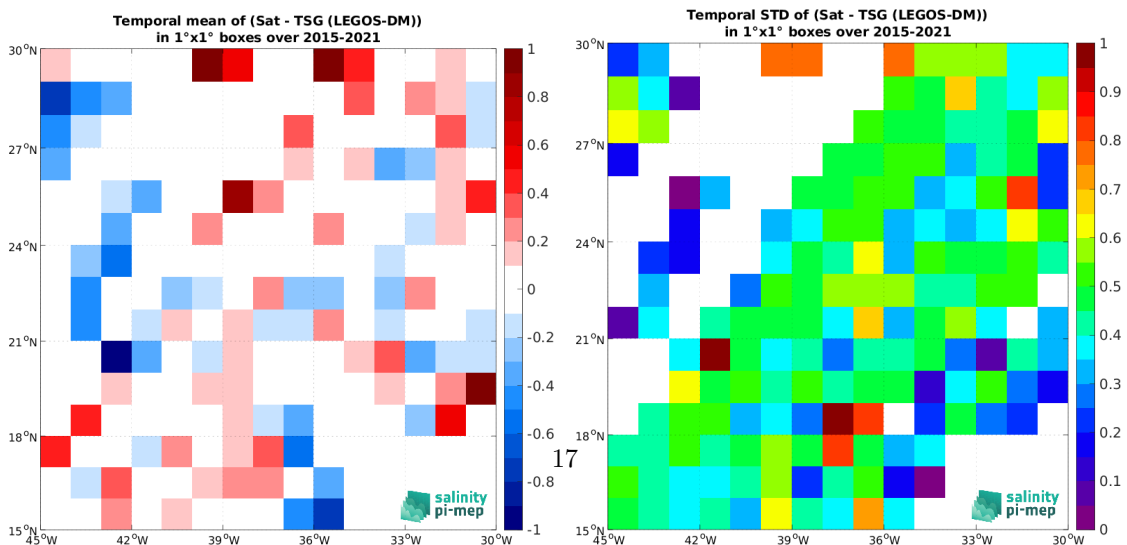 Temporal mean of (Sat - TSG (LEGOS-DM))
in 1°x1° boxes over 2015-2021
30°N
27°N
24°N
21°N
18°N
15°N
45°W
42°W
39°W
36°W
33°W
30°W
1
0.8
0.6
0.4
0.2
0
-0.2
-0.4
-0.6
-0.8
-1
salinity
pi-mep
17
Temporal STD of (Sat - TSG (LEGOS-DM))
in 1°x1° boxes over 2015-2021
30°N
27°N
24°N
21°N
18°N
15°N
45°W
42°W
39°W
36°W
33°W
30°W
1
0.9
0.8
0.7
0.6
0.5
0.4
0.3
0.2
0.1
0
salinity
pi-mep